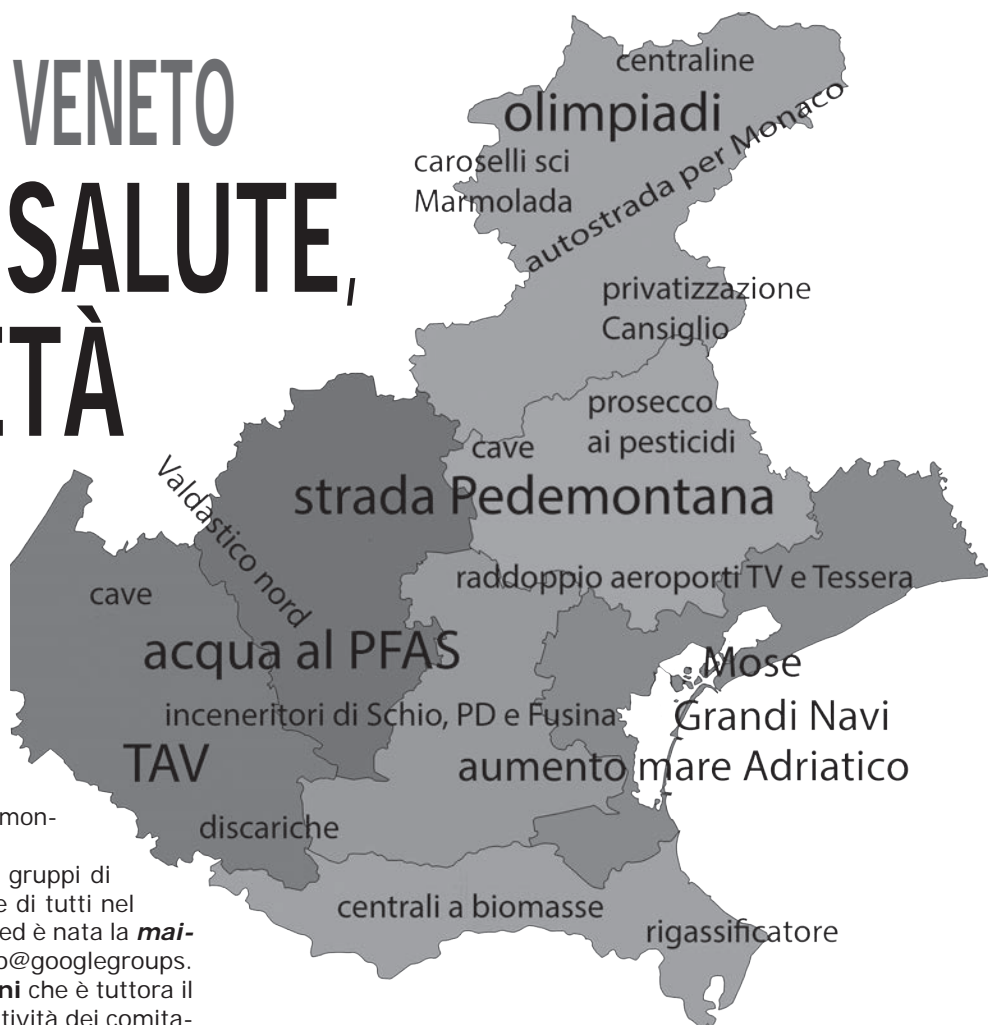 VENETO
SALUTE,
TÀ
centraline
olimpiadi
autostrada per Monaco
caroselli sci
Marmolada
privatizzazione
Cansiglio
prosecco
ai pesticidi
cave
strada Pedemontana
Valdastico nord
raddoppio aeroporti TV e Tessera
cave
acqua al PFAS
Mose
inceneritori di Schio, PD e Fusina
Grandi Navi
TAV
aumento mare Adriatico
discariche
centrali a biomasse
rigassificatore
mon-
gruppi di
e di tutti nel
ed è nata la mai-
@googlegroups.
ni che è tuttora il
tività dei comita-